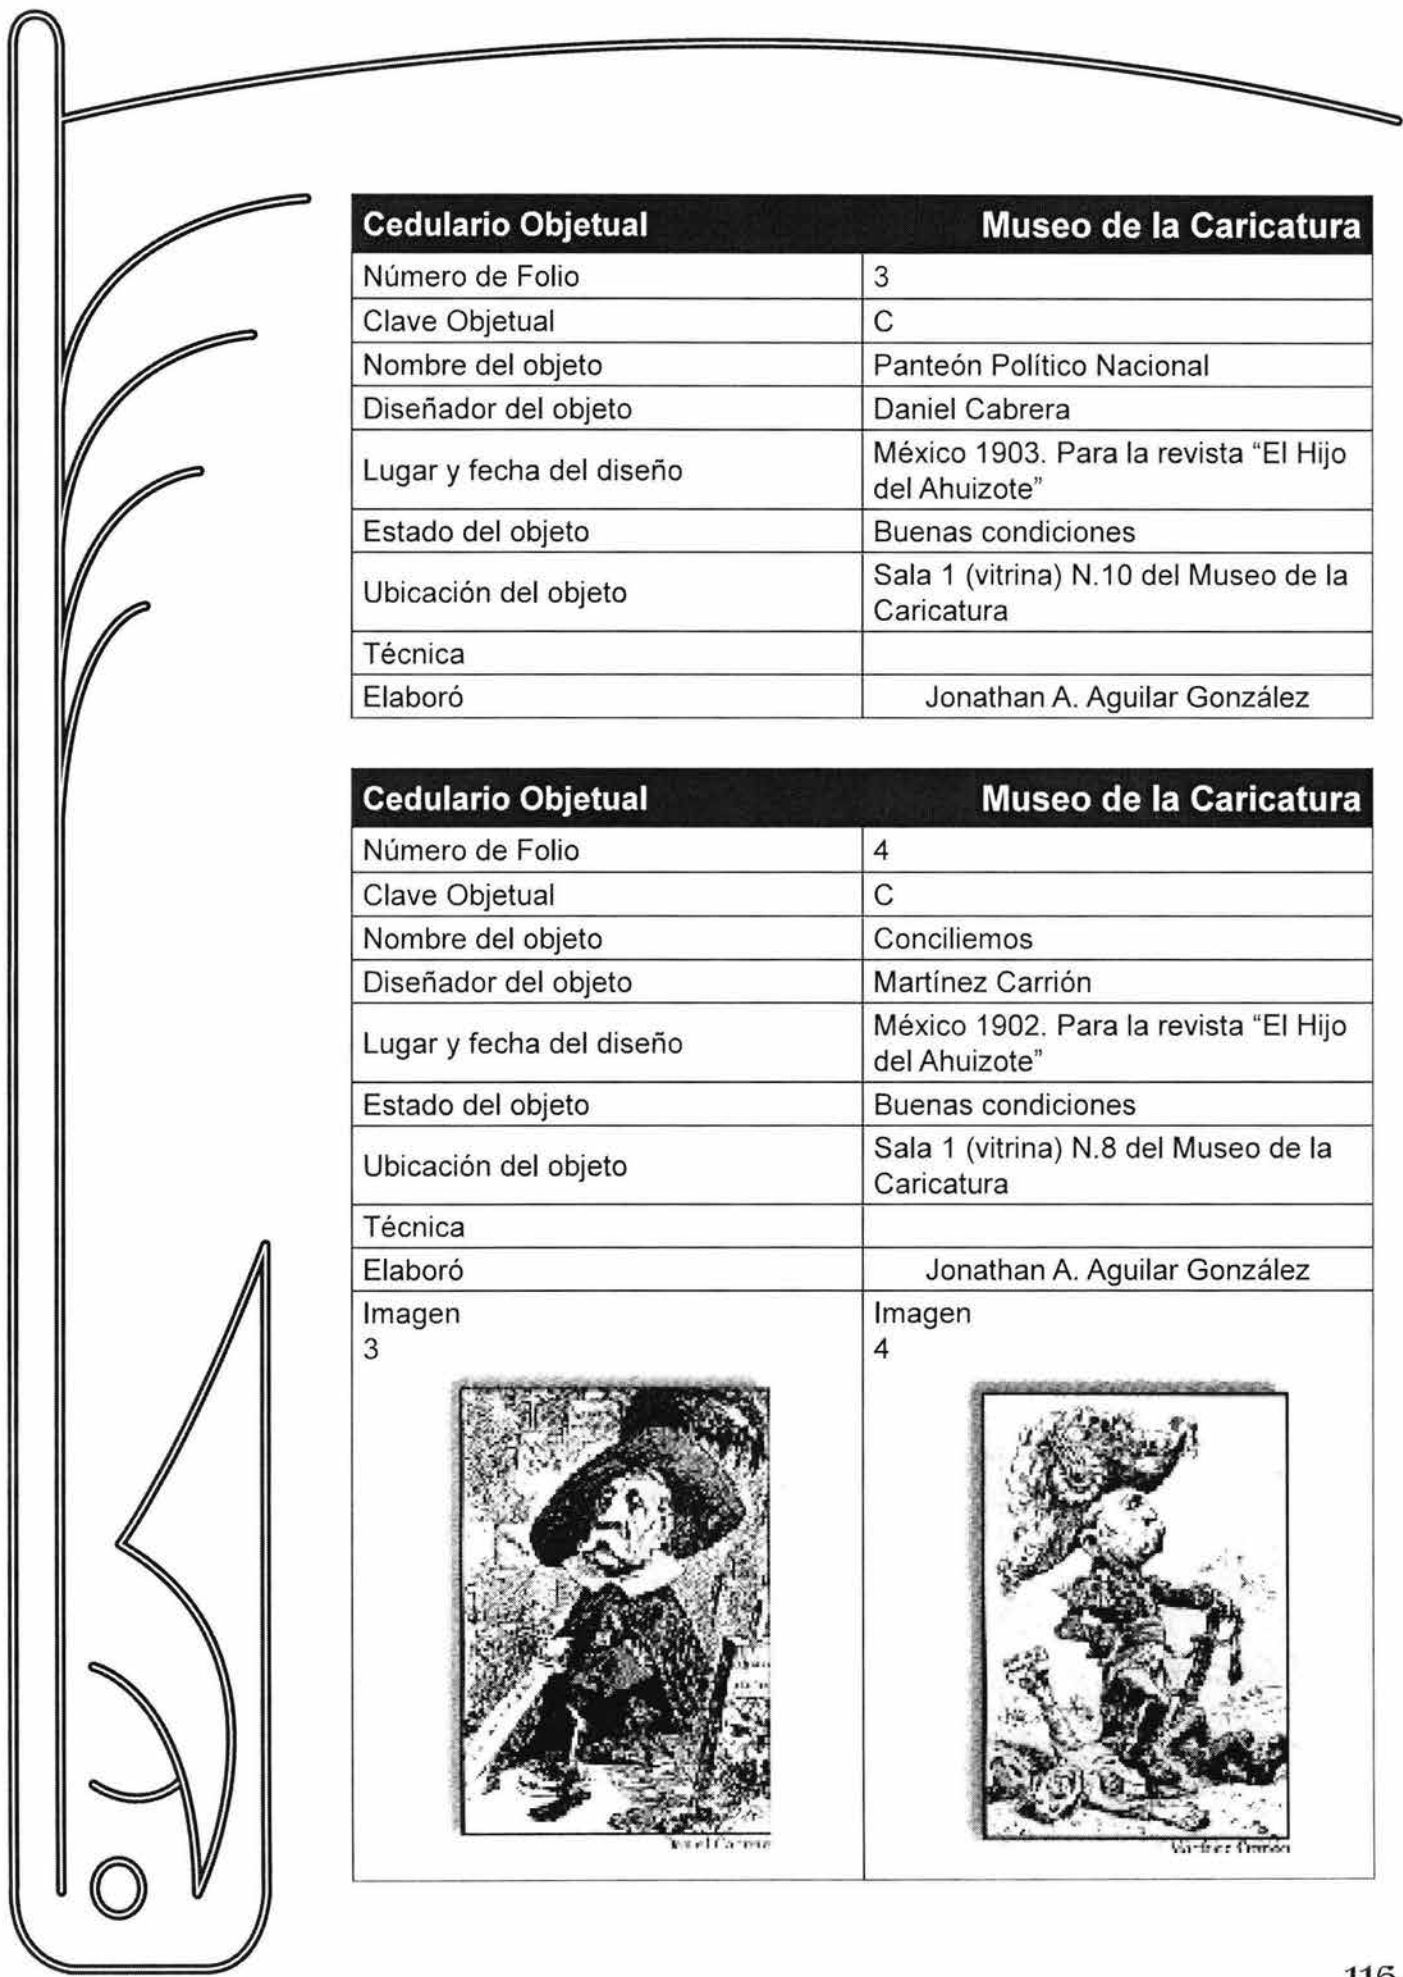 Cedulario Objetual Museo de la Caricatura
Número de Folio 3
Clave Objetual C
Nombre del objeto Panteón Político Nacional
Diseñador del objeto Daniel Cabrera
Lugar y fecha del diseño México 1903. Para la revista “El Hijo
del Ahuizote”
Estado del objeto Buenas condiciones
Ubicación del objeto Sala 1 (vitrina) N.10 del Museo de la
Caricatura
Técnica
Elaboró Jonathan A. Aguilar González
Cedulario Objetual Museo de la Caricatura
Número de Folio 4
Clave Objetual C
Nombre del objeto Conciliemos
Diseñador del objeto Martínez Carrión
Lugar y fecha del diseño México 1902. Para la revista “El Hijo
del Ahuizote”
Estado del objeto Buenas condiciones
Ubicación del objeto Sala 1 (vitrina) N.8 del Museo de la
Caricatura
Técnica
Elaboró Jonathan A. Aguilar González
Imagen
3
Imagen
4